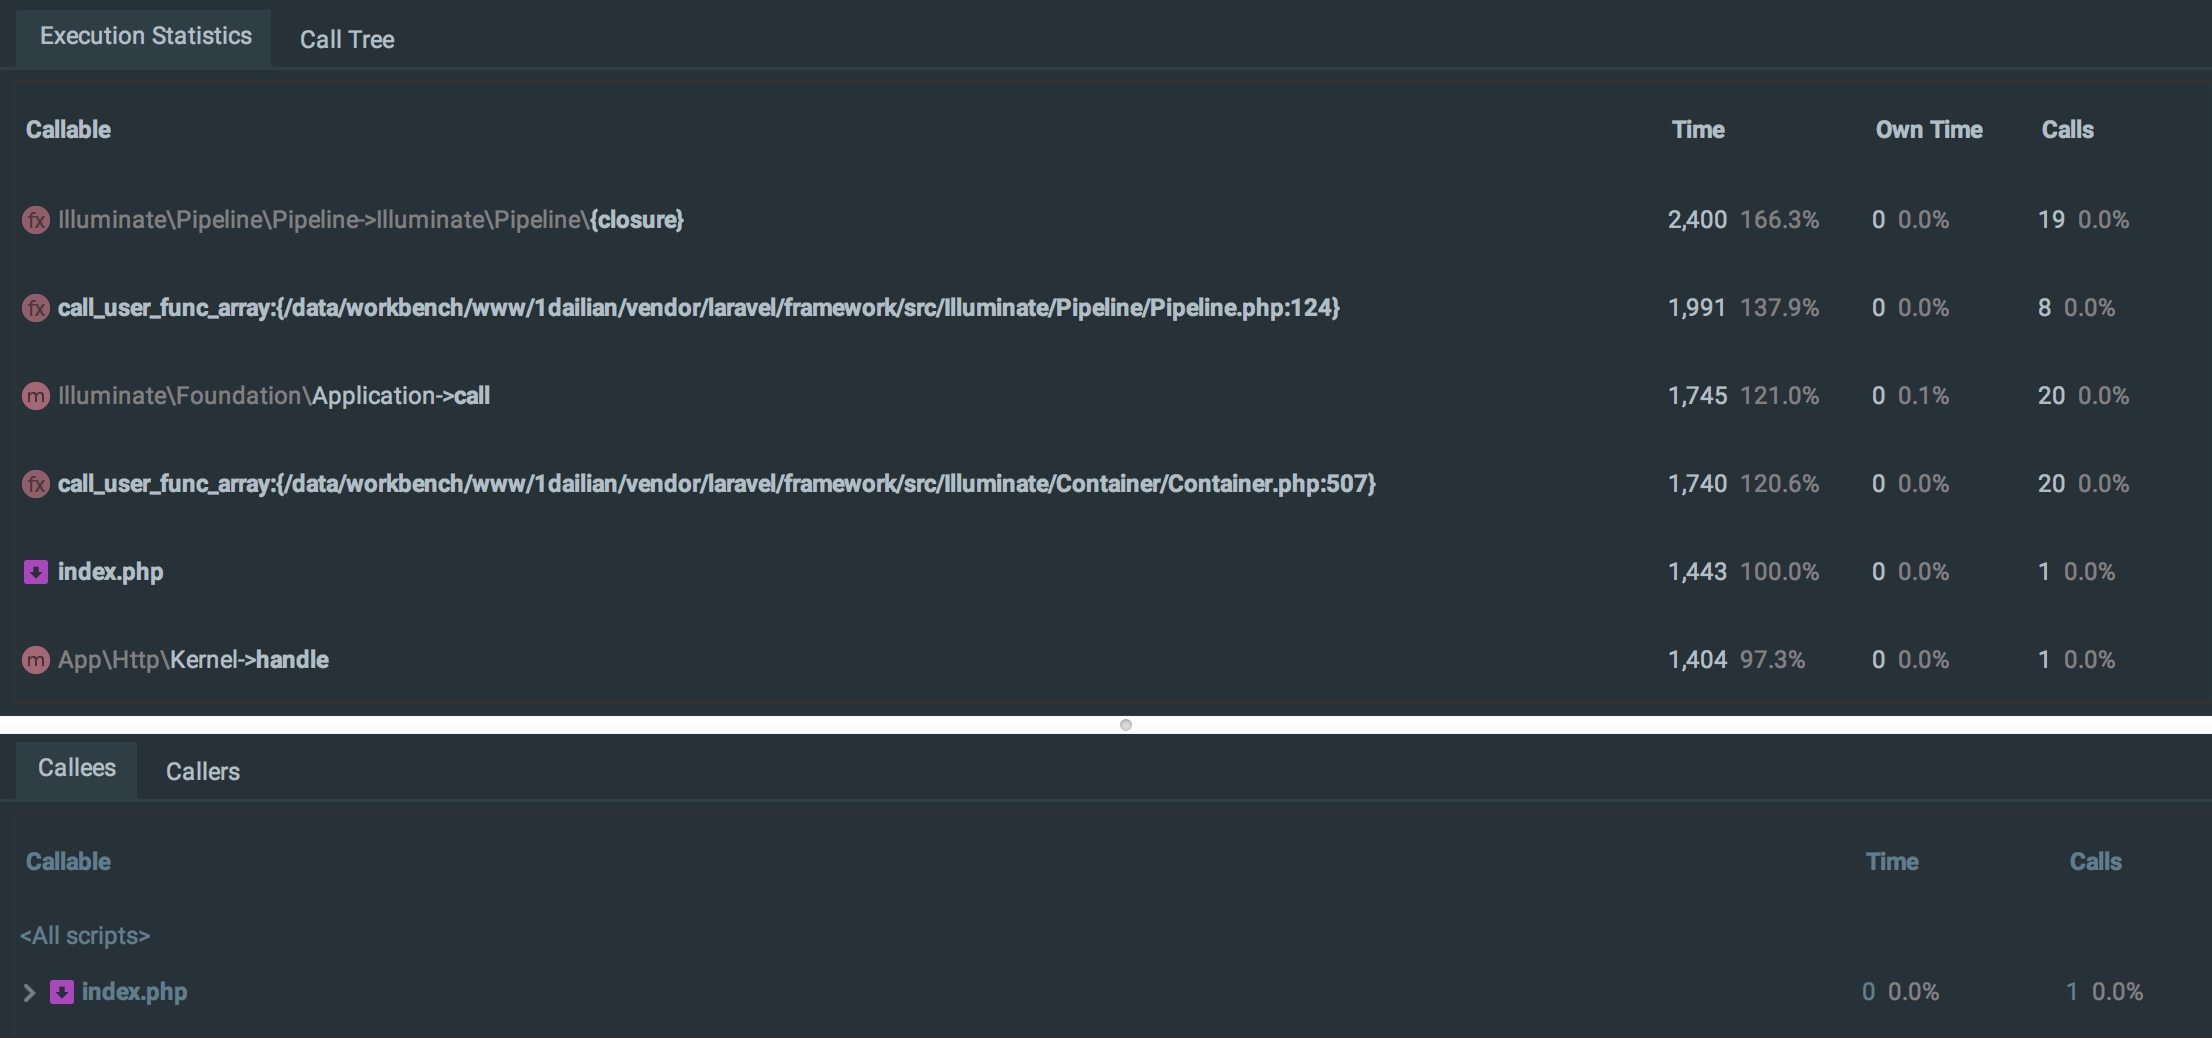 Execution Statistics Call Tree
Callable Time Own Time Calls
fx Illuminate\Pipeline\Pipeline->Illuminate\Pipeline\{closure} 2,400 166.3% 0 0.0% 19 0.0%
fx call_user_func_array:{/data/workbench/www/1dailian/vendor/laravel/framework/src/Illuminate/Pipeline/Pipeline.php:124} 1,991 137.9% 0 0.0% 8 0.0%
m Illuminate\Foundation\Application->call 1,745 121.0% 0 0.1% 20 0.0%
fx call_user_func_array:{/data/workbench/www/1dailian/vendor/laravel/framework/src/Illuminate/Container/Container.php:507} 1,740 120.6% 0 0.0% 20 0.0%
index.php 1,443 100.0% 0 0.0% 1 0.0%
m App\Http\Kernel->handle 1,404 97.3% 0 0.0% 1 0.0%
Callees Callers
Callable Time Calls
<All scripts>
index.php 0 0.0% 1 0.0%